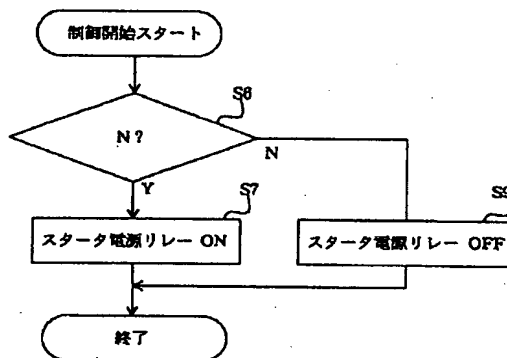 制御開始スタート
S6
N?
N
Y
S7
スタータ電源リレー ON
S9
スタータ電源リレー OFF
終了